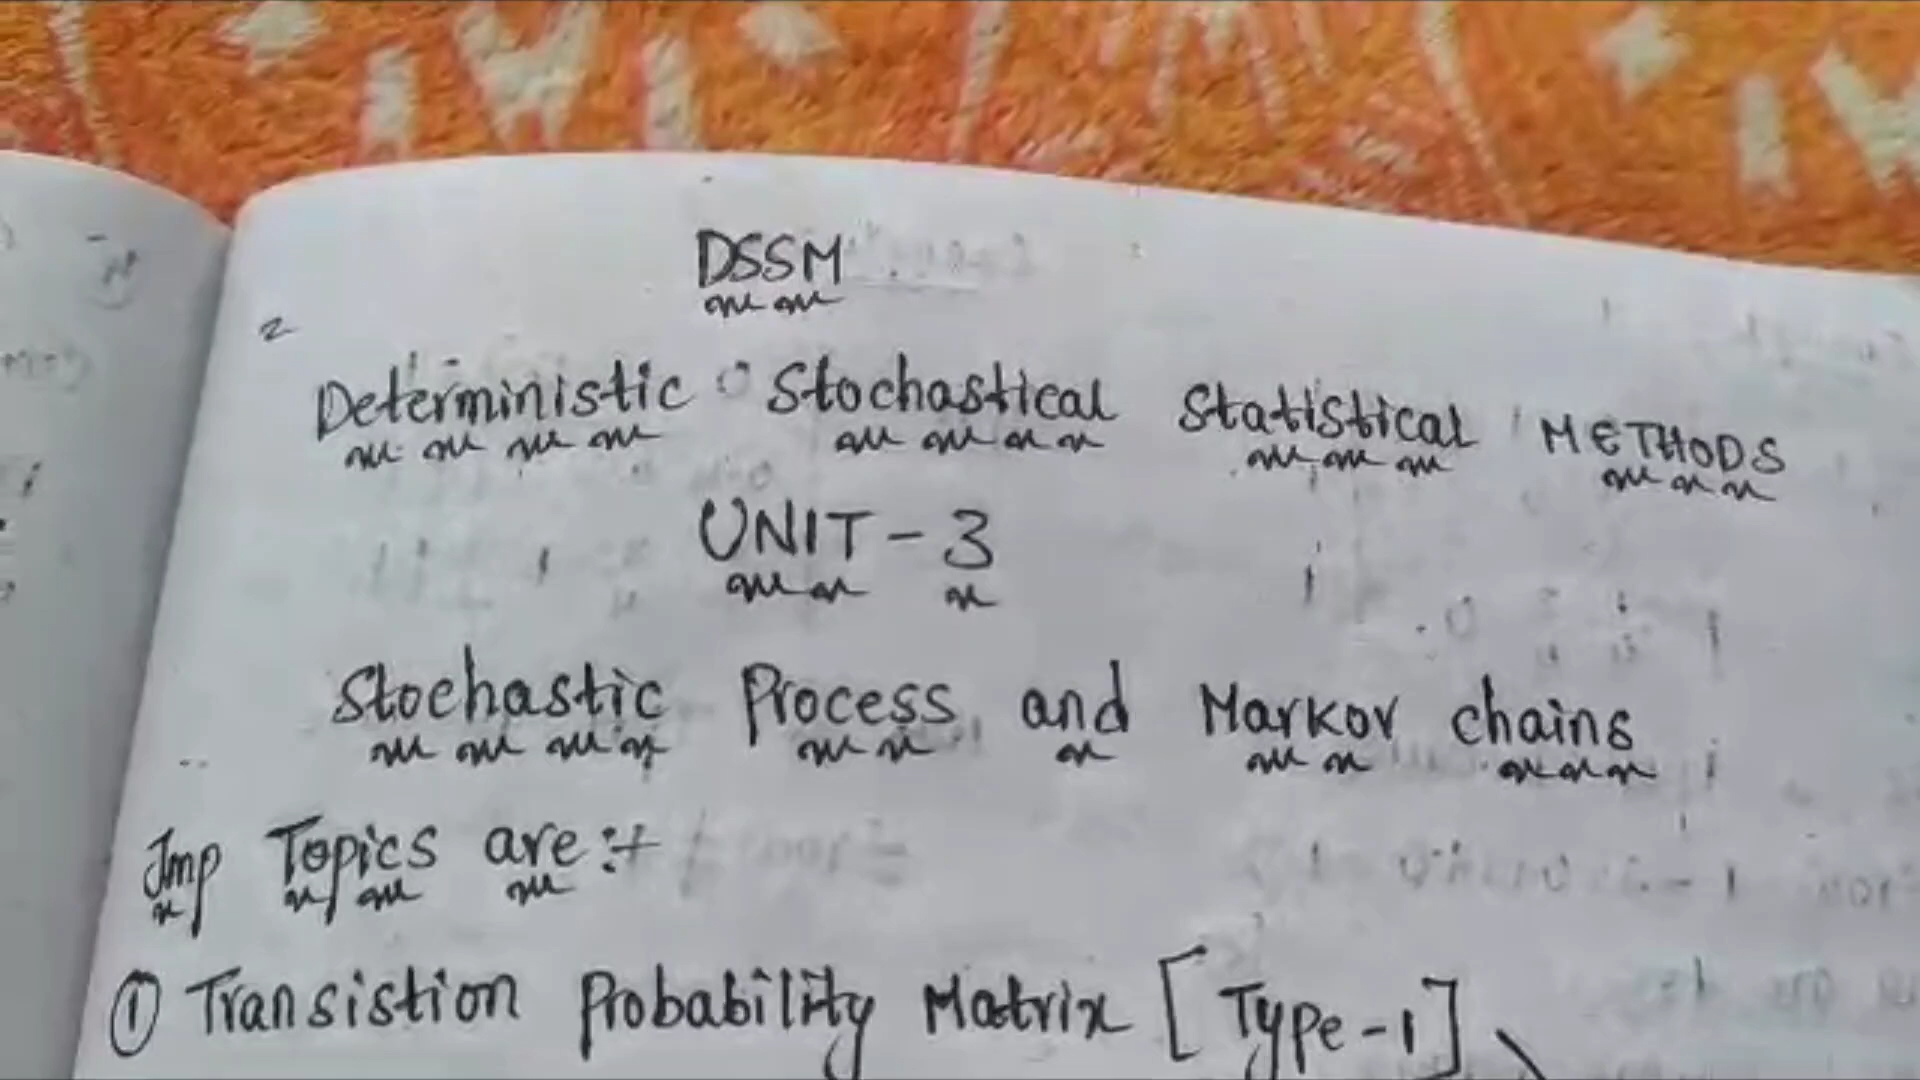 DSSM
Deterministic Stochastical Statistical METHODS
UNIT - 3
Stochastic Process and Markov chains
Imp Topics are :-
① Transistion Probability Matrix [Type-1]